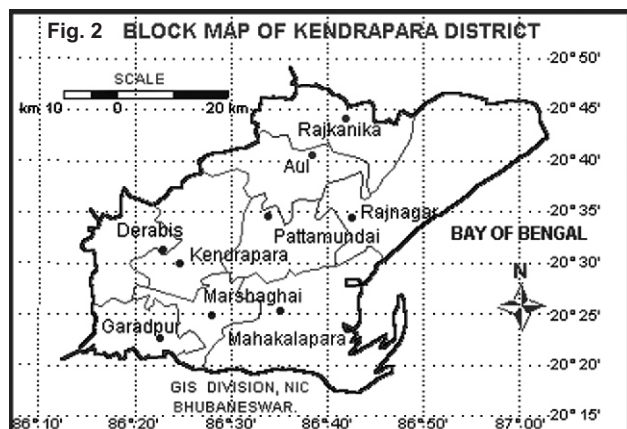 Fig. 2 BLOCK MAP OF KENDRAPARA DISTRICT
SCALE
km 10 0 20 km
Rajkanika
Aul
Rajnagar
Pattamundai
Derabis
Kendrapara
Marshaghai
Garadpur
Mahakalapara
BAY OF BENGAL
N
GIS DIVISION, NIC
BHUBANESWAR.
20°50'
20°45'
20°40'
20°35'
20°30'
20°25'
20°20'
20°15'
86°10' 86°20' 86°30' 86°40' 86°50' 87°00'